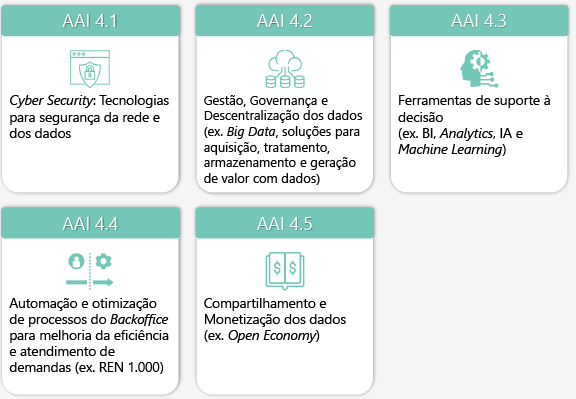 AAI 4.1
Cyber Security: Tecnologias
para segurança da rede e
dos dados
AAI 4.2
Gestão, Governança e
Descentralização dos dados
(ex. Big Data, soluções para
aquisição, tratamento,
armazenamento e geração
de valor com dados)
AAI 4.3
Ferramentas de suporte à
decisão
(ex. BI, Analytics, IA e
Machine Learning)
AAI 4.4
Automação e otimização
de processos do Backoffice
para melhoria da eficiência
e atendimento de
demandas (ex. REN 1.000)
AAI 4.5
$ $
Compartilhamento e
Monetização dos dados
(ex. Open Economy)